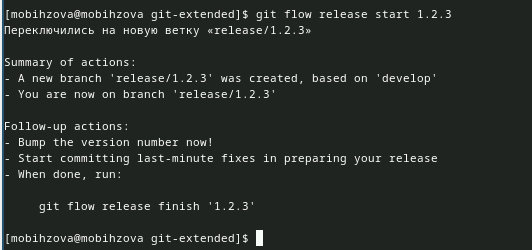 [mobihzova@mobihzova git-extended]$ git flow release start 1.2.3
Переключились на новую ветку «release/1.2.3»
Summary of actions:
- A new branch 'release/1.2.3' was created, based on 'develop'
- You are now on branch 'release/1.2.3'
Follow-up actions:
- Bump the version number now!
- Start committing last-minute fixes in preparing your release
- When done, run:
git flow release finish '1.2.3'
[mobihzova@mobihzova git-extended]$